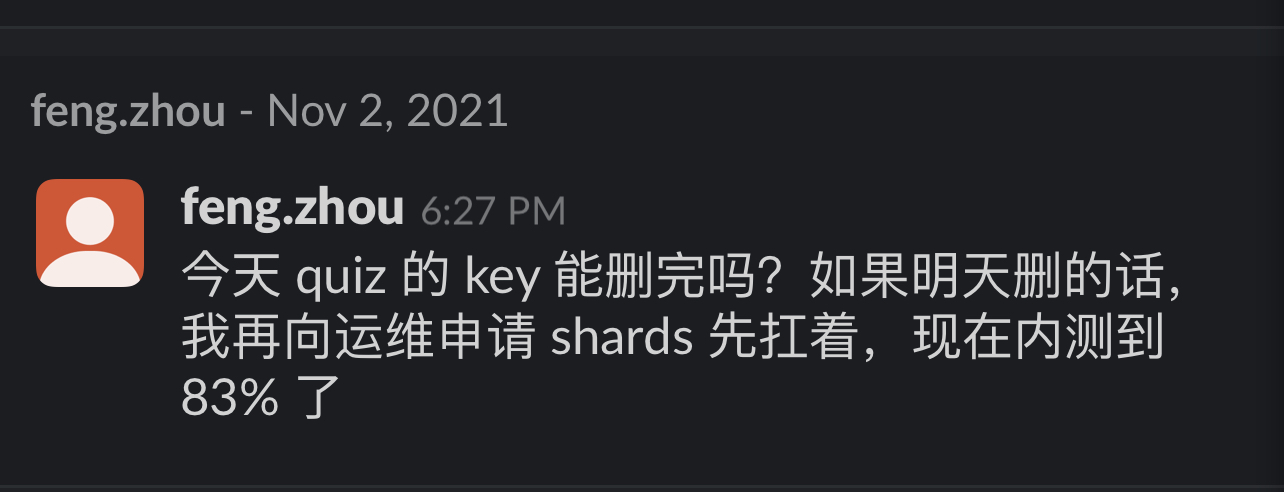 feng.zhou - Nov 2, 2021
feng.zhou 6:27 PM
今天 quiz 的 key 能删完吗？如果明天删的话，
我再向运维申请 shards 先扛着，现在内测到
83% 了